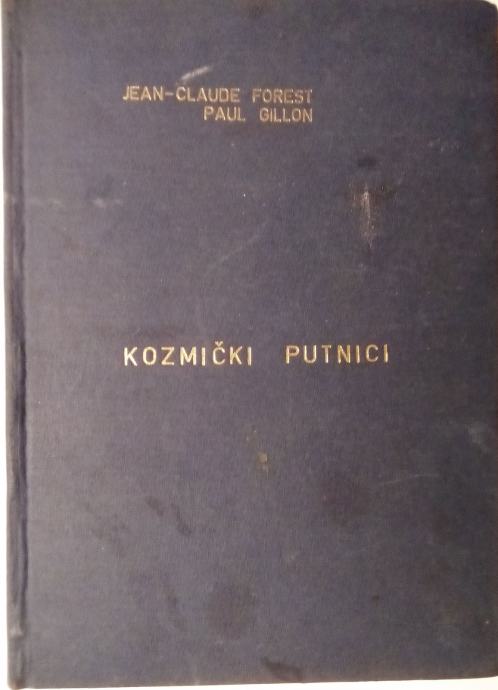 JEAN-CLAUDE FOREST
PAUL GILLON
KOZMIČKI PUTNICI